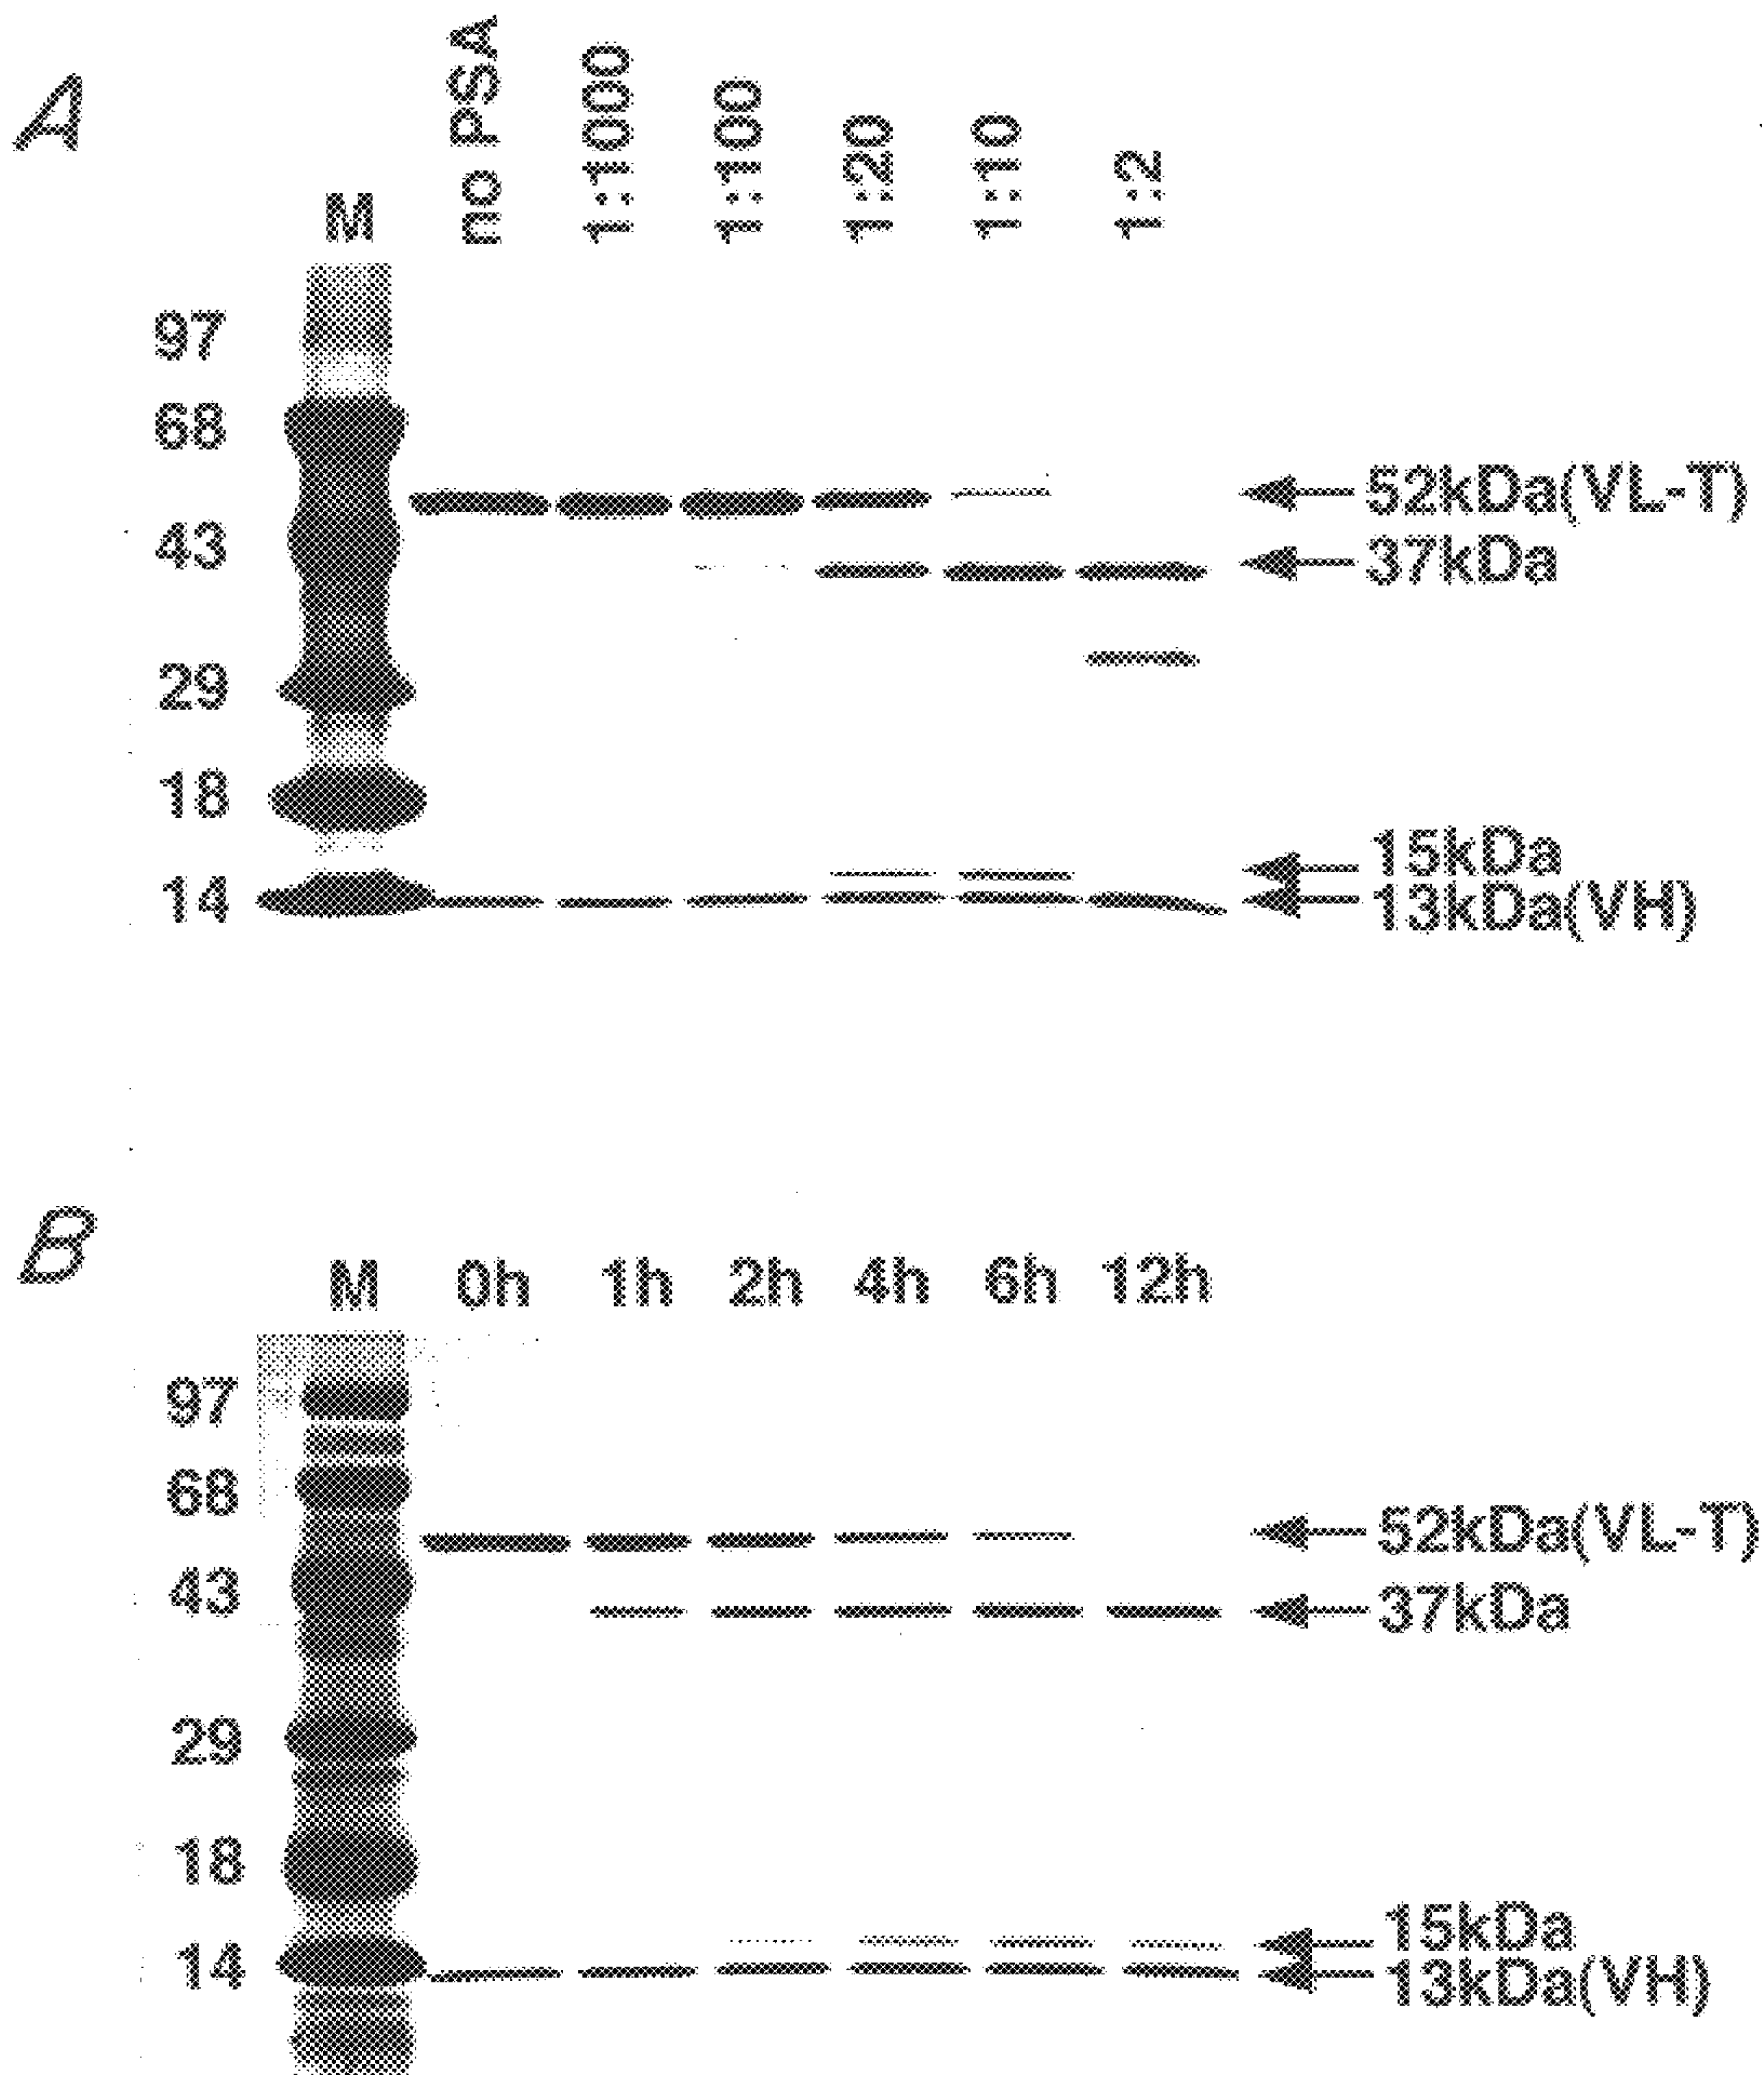 A
M
no PSA
1:1000
1:100
1:20
1:10
1:2
97
68
43
29
18
14
52kDa(VL-T)
37kDa
15kDa
13kDa(VH)
B
M 0h 1h 2h 4h 6h 12h
97
68
43
29
18
14
52kDa(VL-T)
37kDa
15kDa
13kDa(VH)